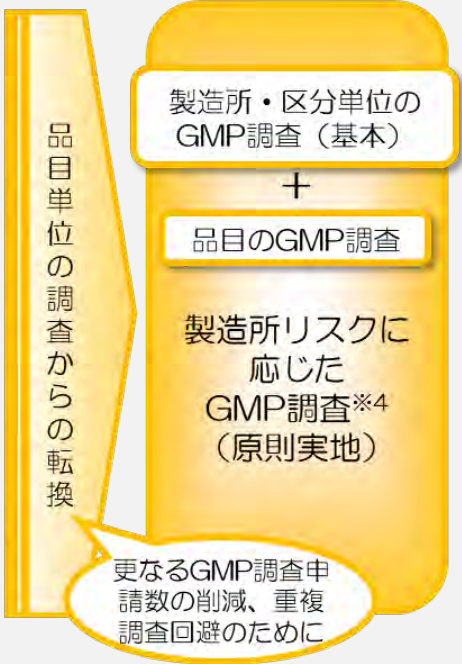 品目単位の調査からの転換
製造所・区分単位の
GMP調査（基本）
＋
品目のGMP調査
製造所リスクに
応じた
GMP調査※4
（原則実地）
更なるGMP調査申
請数の削減、重複
調査回避のために